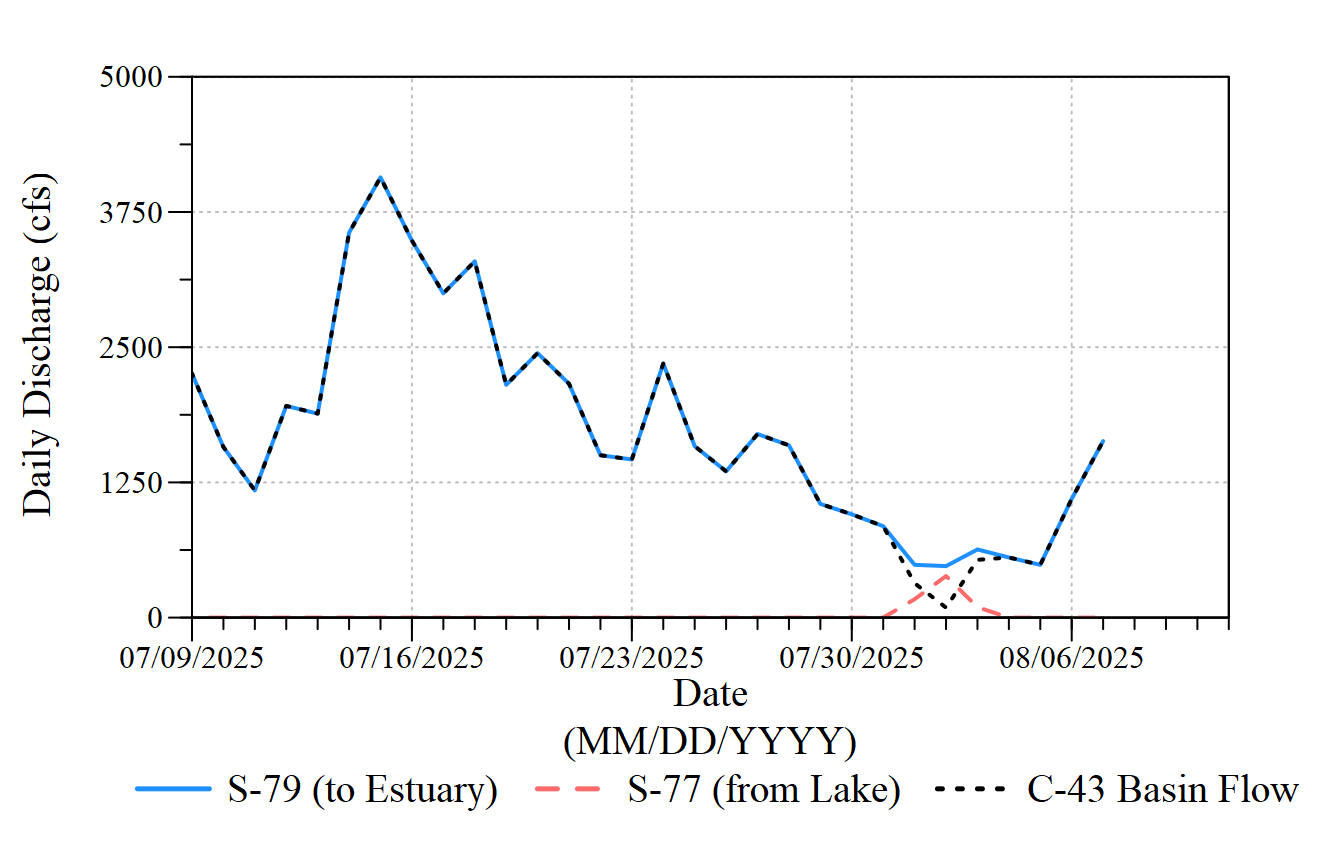 Daily Discharge (cfs)
5000
3750
2500
1250
0
07/09/2025 07/16/2025 07/23/2025 07/30/2025 08/06/2025
Date
(MM/DD/YYYY)
S-79 (to Estuary) S-77 (from Lake) C-43 Basin Flow